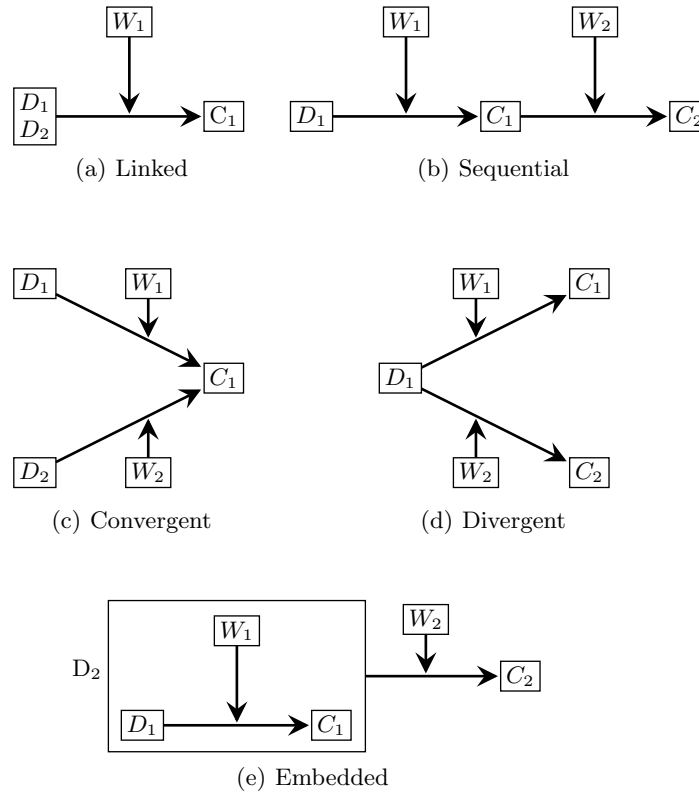 W₁
D₁
D₂
C₁
(a) Linked
W₁
W₂
D₁
C₁
C₂
(b) Sequential
D₁
W₁
C₁
D₂
W₂
(c) Convergent
W₁
C₁
D₁
W₂
C₂
(d) Divergent
D₂
W₁
D₁
C₁
W₂
C₂
(e) Embedded